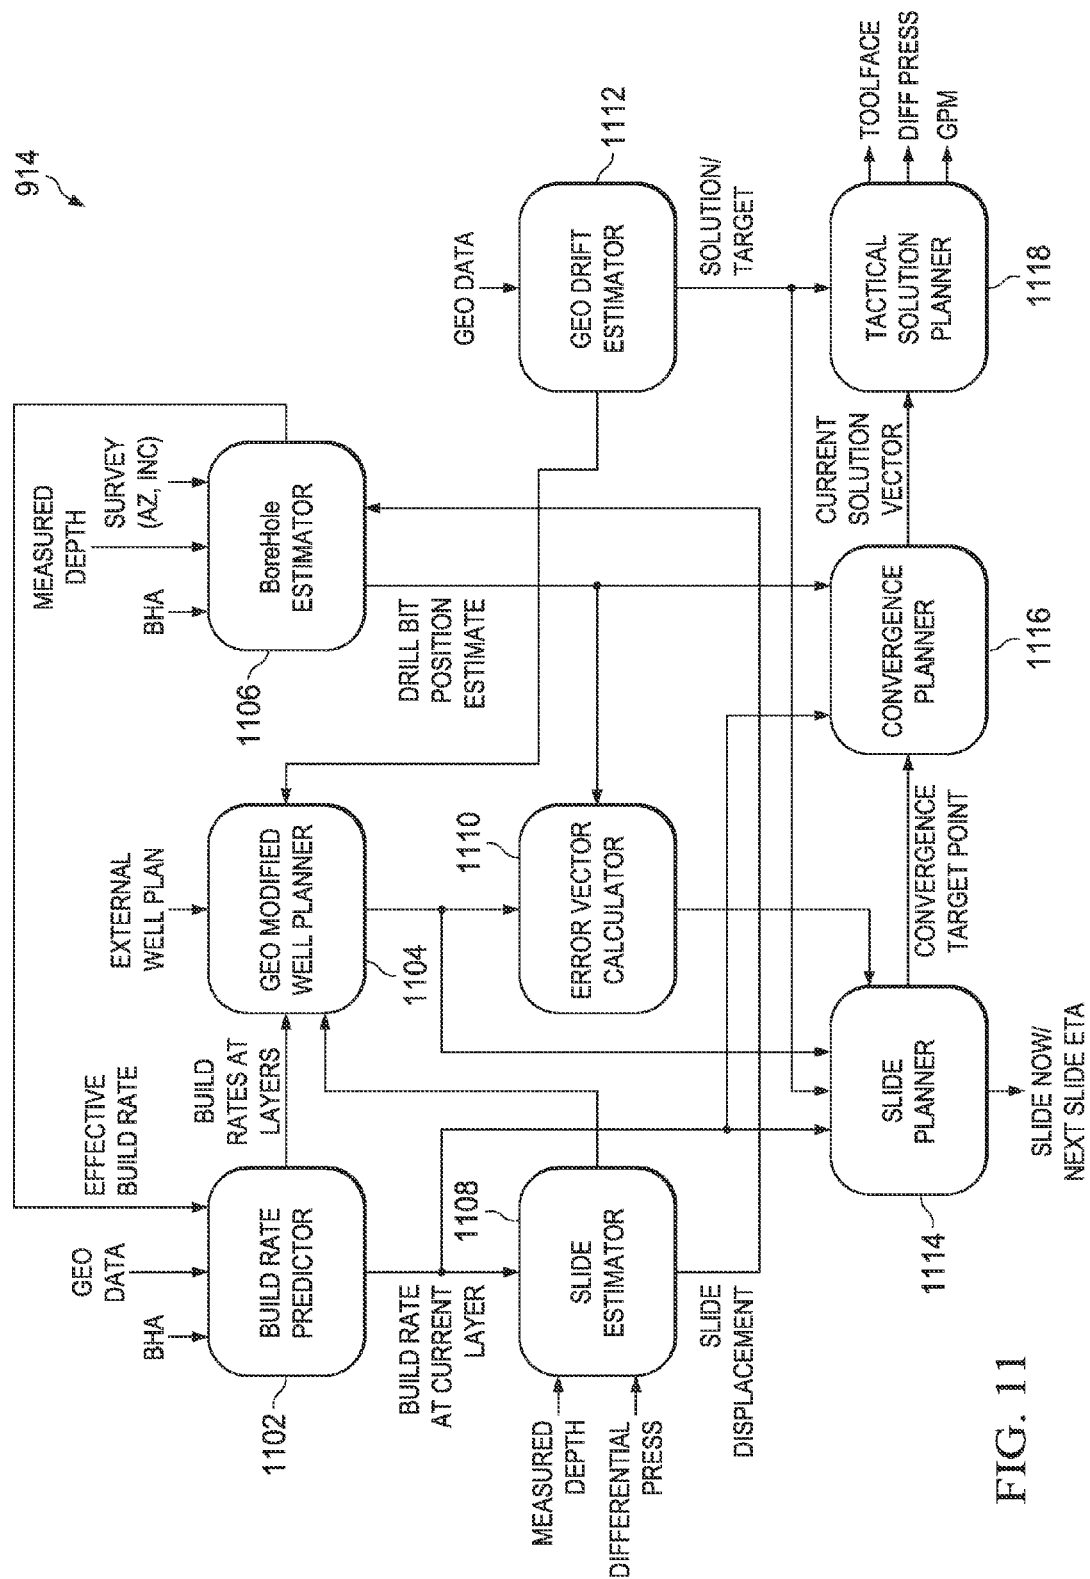 914
EFFECTIVE
BUILD RATE
GEO
DATA
BHA
BUILD RATE
PREDICTOR
1102
BUILD
RATES AT
LAYERS
EXTERNAL
WELL PLAN
GEO MODIFIED
WELL PLANNER
1104
MEASURED
DEPTH
SURVEY
(AZ, INC)
BHA
BoreHole
ESTIMATOR
1106
BUILD RATE
AT CURRENT
LAYER
1108
SLIDE
ESTIMATOR
MEASURED
DEPTH
DIFFERENTIAL
PRESS
SLIDE
DISPLACEMENT
1110
ERROR VECTOR
CALCULATOR
DRILL BIT
POSITION
ESTIMATE
GEO DATA
GEO DRIFT
ESTIMATOR
1112
SOLUTION/
TARGET
SLIDE
PLANNER
1114
SLIDE NOW/
NEXT SLIDE ETA
CONVERGENCE
TARGET POINT
CONVERGENCE
PLANNER
1116
CURRENT
SOLUTION
VECTOR
TACTICAL
SOLUTION
PLANNER
1118
TOOLFACE
DIFF PRESS
GPM
FIG. 11